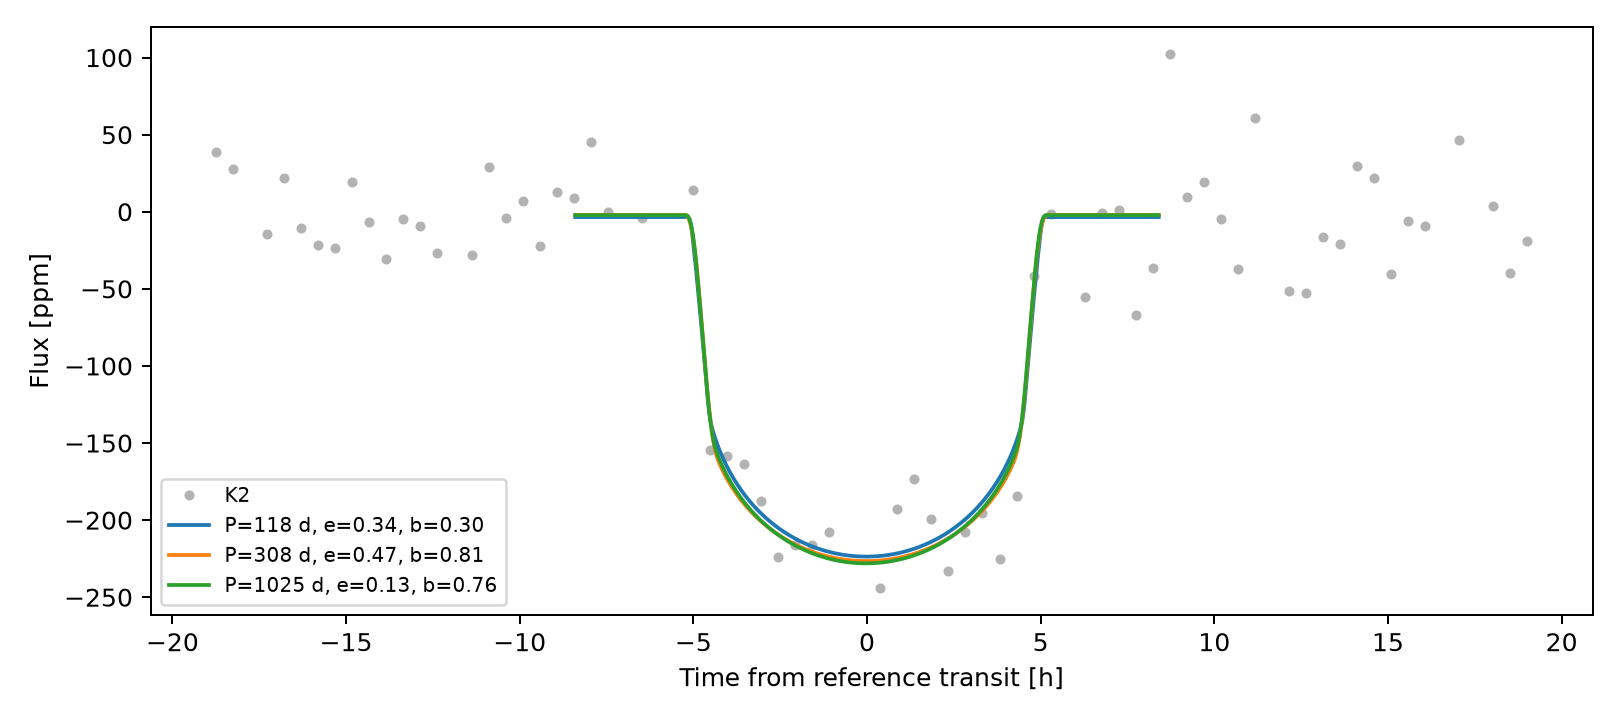 100
50
0
−50
−100
−150
−200
−250
Flux [ppm]
K2
P=118 d, e=0.34, b=0.30
P=308 d, e=0.47, b=0.81
P=1025 d, e=0.13, b=0.76
−20 −15 −10 −5 0 5 10 15 20
Time from reference transit [h]